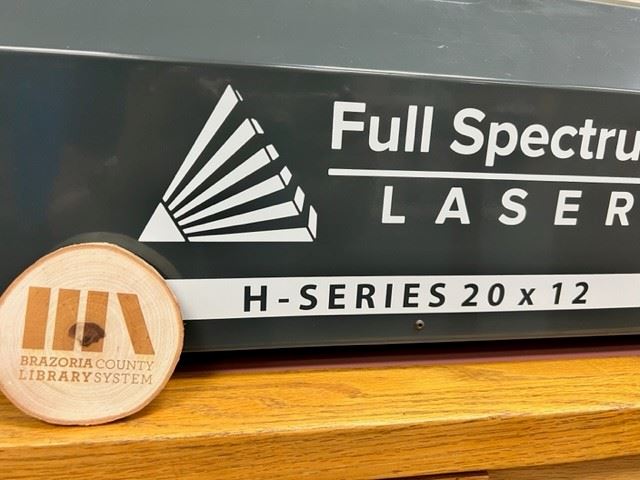 Full Spectru
LASER
H-SERIES 20 x 12
BRAZORIA COUNTY
LIBRARY SYSTEM